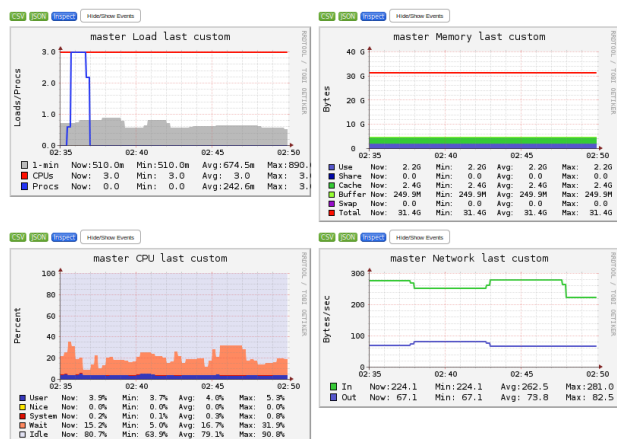 CSV JSON Inspect Hide/Show Events
master Load last custom
Loads/Procs
3.0
2.0
1.0
0.0
02:35 02:40 02:45 02:50
1-min Now:510.0m Min:510.0m Avg:674.5m Max:890.
CPUs Now: 3.0 Min: 3.0 Avg: 3.0 Max: 3.
Procs Now: 0.0 Min: 0.0 Avg:242.6m Max: 3.
RRDTOOL / TOBI OETIKER
CSV JSON Inspect Hide/Show Events
master Memory last custom
Bytes
40 G
30 G
20 G
10 G
0
02:35 02:40 02:45 02:50
Use Now: 2.2G Min: 2.2G Avg: 2.2G Max: 2.2G
Share Now: 0.0 Min: 0.0 Avg: 0.0 Max: 0.0
Cache Now: 2.4G Min: 2.4G Avg: 2.4G Max: 2.4G
Buffer Now:249.9M Min:249.9M Avg:249.9M Max:249.9M
Swap Now: 0.0 Min: 0.0 Avg: 0.0 Max: 0.0
Total Now: 31.4G Min: 31.4G Avg: 31.4G Max: 31.4G
RRDTOOL / TOBI OETIKER
CSV JSON Inspect Hide/Show Events
master CPU last custom
Percent
100
80
60
40
20
0
02:35 02:40 02:45 02:50
User Now: 3.9% Min: 3.7% Avg: 4.0% Max: 5.3%
Nice Now: 0.0% Min: 0.0% Avg: 0.0% Max: 0.0%
System Now: 0.2% Min: 0.1% Avg: 0.3% Max: 0.8%
Wait Now: 15.2% Min: 5.0% Avg: 16.7% Max: 31.9%
Idle Now: 80.7% Min: 63.9% Avg: 79.1% Max: 90.8%
RRDTOOL / TOBI OETIKER
CSV JSON Inspect Hide/Show Events
master Network last custom
Bytes/sec
300
200
100
0
02:35 02:40 02:45 02:50
In Now:224.1 Min:224.1 Avg:262.5 Max:281.0
Out Now: 67.1 Min: 67.1 Avg: 73.8 Max: 82.5
RRDTOOL / TOBI OETIKER